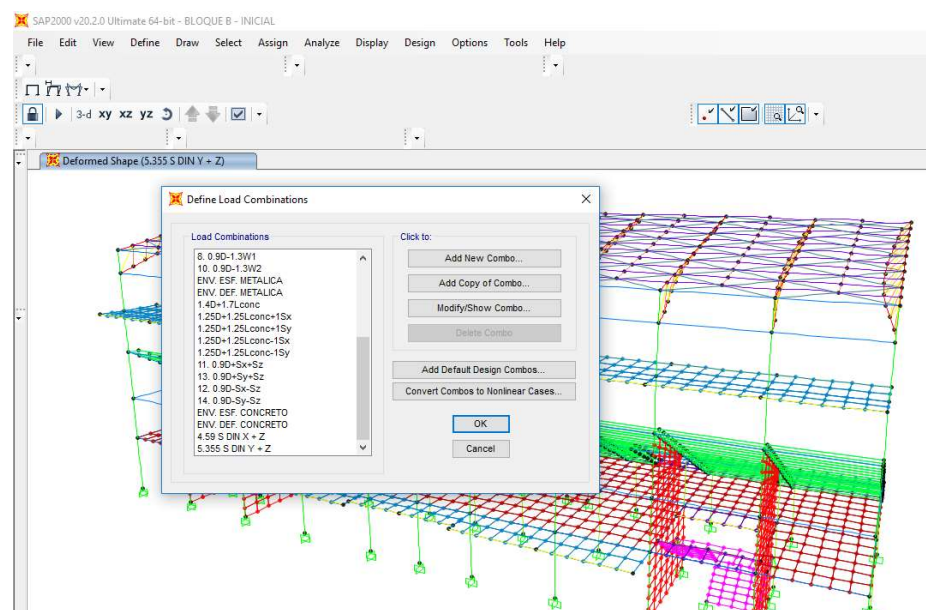 SAP2000 v20.2.0 Ultimate 64-bit - BLOQUE B - INICIAL
File Edit View Define Draw Select Assign Analyze Display Design Options Tools Help
3-d xy xz yz
Deformed Shape (5.355 S DIN Y + Z)
Define Load Combinations
Load Combinations
8. 0.9D-1.3W1
10. 0.9D-1.3W2
ENV. ESF. METALICA
ENV. DEF. METALICA
1.4D+1.7Lconc
1.25D+1.25Lconc+1Sx
1.25D+1.25Lconc+1Sy
1.25D+1.25Lconc-1Sx
1.25D+1.25Lconc-1Sy
11. 0.9D+Sx+Sz
13. 0.9D+Sy+Sz
12. 0.9D-Sx-Sz
14. 0.9D-Sy-Sz
ENV. ESF. CONCRETO
ENV. DEF. CONCRETO
4.59 S DIN X + Z
5.355 S DIN Y + Z
Click to:
Add New Combo...
Add Copy of Combo...
Modify/Show Combo...
Delete Combo
Add Default Design Combos...
Convert Combos to Nonlinear Cases...
OK
Cancel